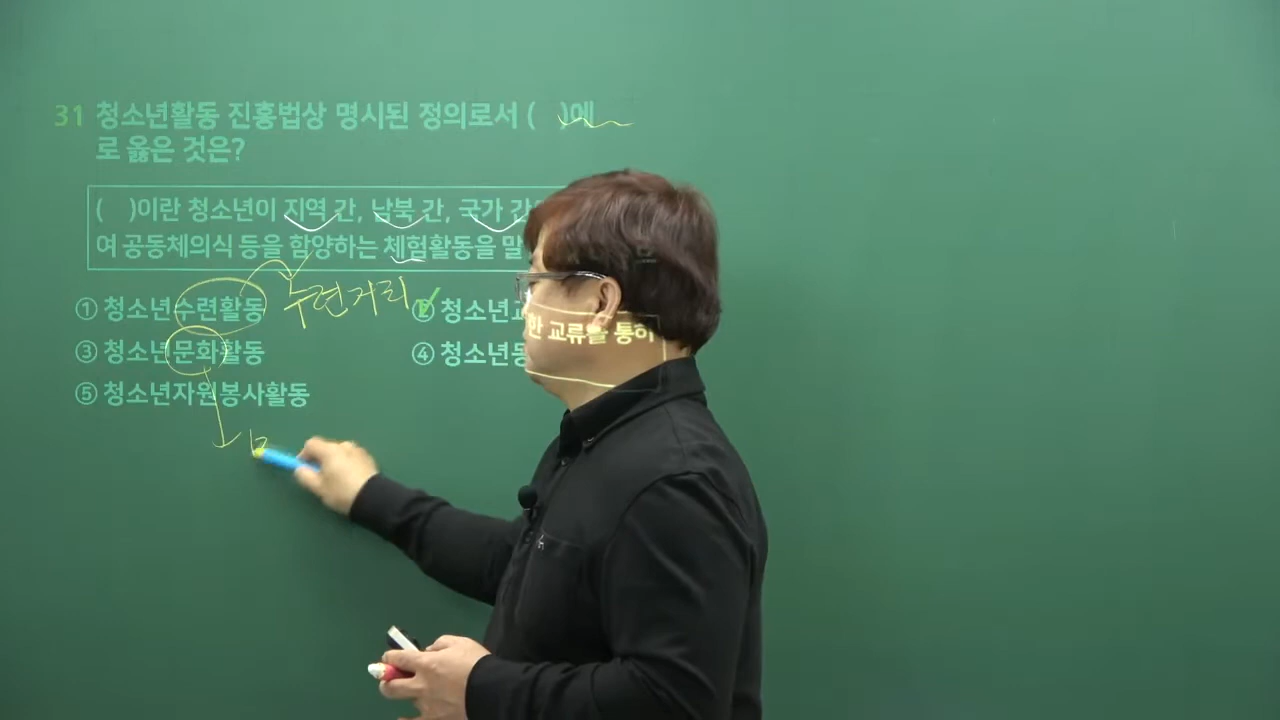 31 청소년활동 진흥법상 명시된 정의로서 ( )에
로 옳은 것은?
( )이란 청소년이 지역 간, 남북 간, 국가 간
한 교류를 통하
여 공동체의식 등을 함양하는 체험활동을 말
① 청소년수련활동
수련거리
② 청소년교
③ 청소년문화활동
④ 청소년동
⑤ 청소년자원봉사활동